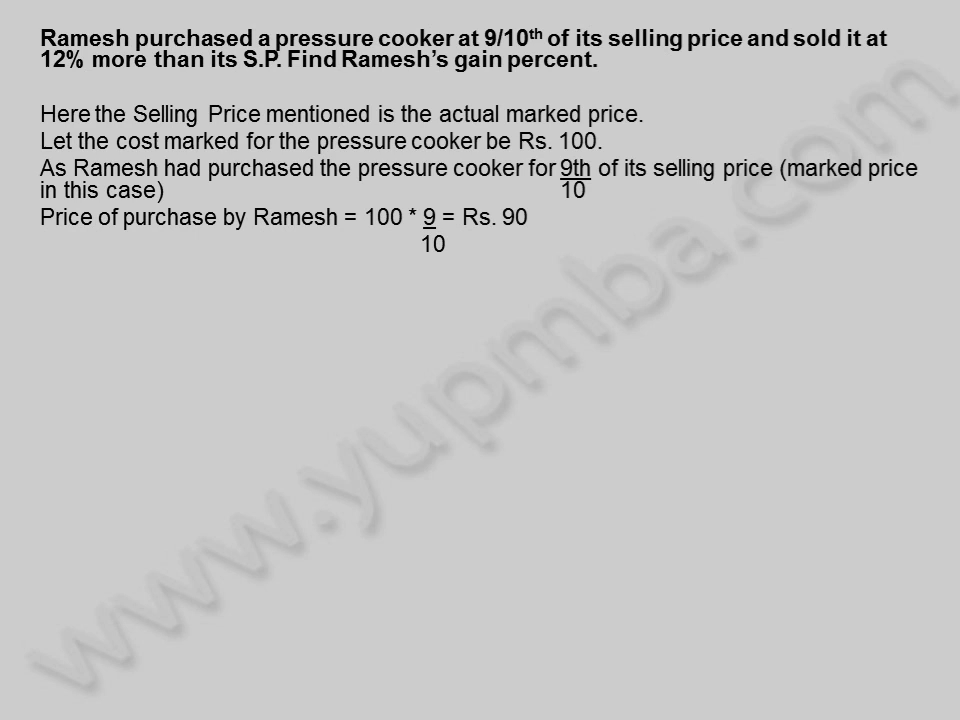 Ramesh purchased a pressure cooker at 9/10th of its selling price and sold it at
12% more than its S.P. Find Ramesh’s gain percent.
Here the Selling Price mentioned is the actual marked price.
Let the cost marked for the pressure cooker be Rs. 100.
As Ramesh had purchased the pressure cooker for 9th of its selling price (marked price
in this case) 10
Price of purchase by Ramesh = 100 * 9 = Rs. 90
10
www.yupmba.com